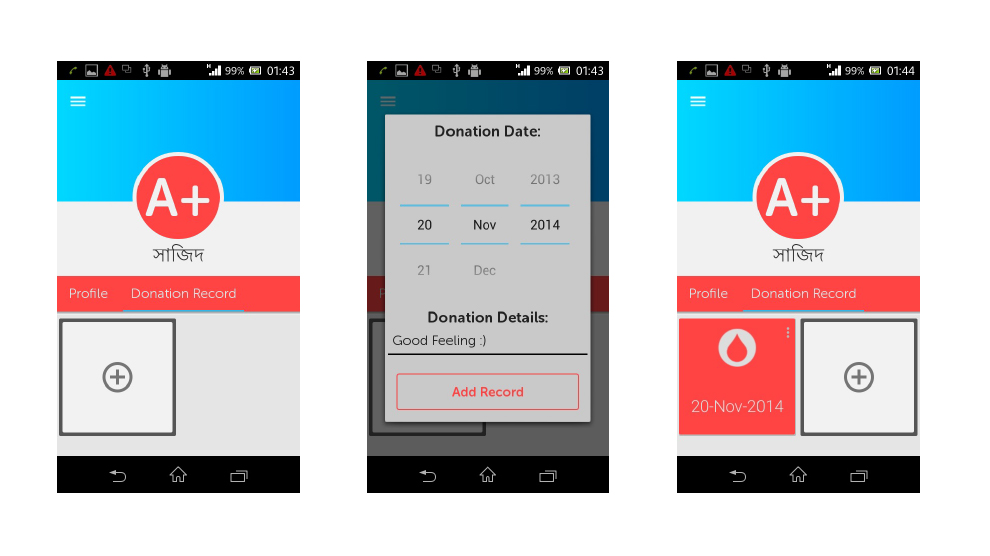 H 99% 01:43
A+
সাজিদ
Profile Donation Record
H 99% 01:43
Donation Date:
19 Oct 2013
20 Nov 2014
21 Dec
Donation Details:
Good Feeling :)
Add Record
P
H 99% 01:44
A+
সাজিদ
Profile Donation Record
20-Nov-2014